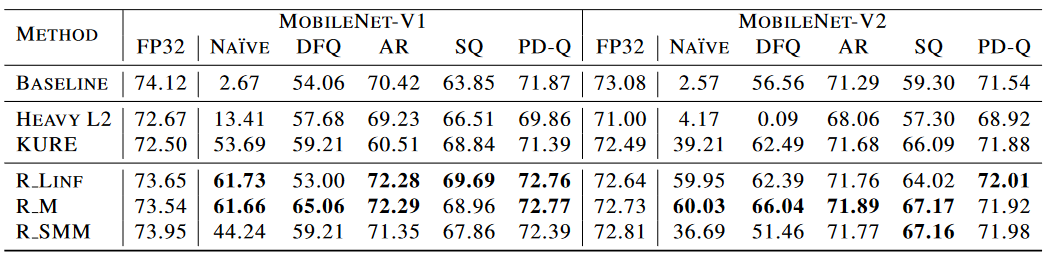 METHOD MOBILENET-V1 MOBILENET-V2
FP32 NAÏVE DFQ AR SQ PD-Q FP32 NAÏVE DFQ AR SQ PD-Q
BASELINE 74.12 2.67 54.06 70.42 63.85 71.87 73.08 2.57 56.56 71.29 59.30 71.54
HEAVY L2 72.67 13.41 57.68 69.23 66.51 69.86 71.00 4.17 0.09 68.06 57.30 68.92
KURE 72.50 53.69 59.21 60.51 68.84 71.39 72.49 39.21 62.49 71.68 66.09 71.88
R_LINF 73.65 61.73 53.00 72.28 69.69 72.76 72.64 59.95 62.39 71.76 64.02 72.01
R_M 73.54 61.66 65.06 72.29 68.96 72.77 72.73 60.03 66.04 71.89 67.17 71.92
R_SMM 73.95 44.24 59.21 71.35 67.86 72.39 72.81 36.69 51.46 71.77 67.16 71.98